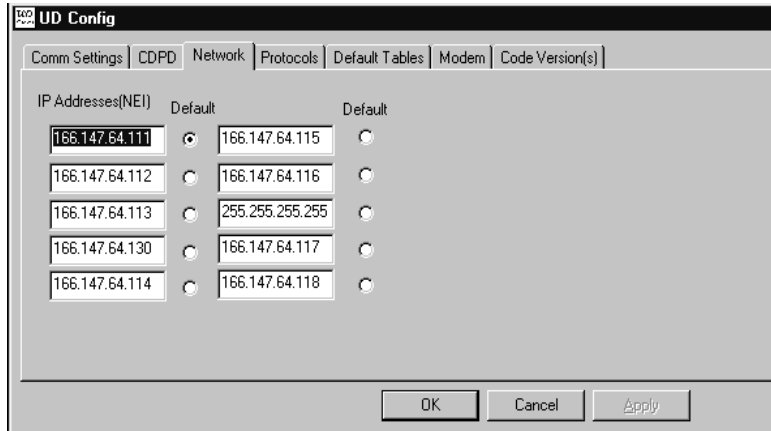 UD Config
Comm Settings CDPD Network Protocols Default Tables Modem Code Version(s)
IP Addresses(NEI) Default Default
166.147.64.111 166.147.64.115
166.147.64.112 166.147.64.116
166.147.64.113 255.255.255.255
166.147.64.130 166.147.64.117
166.147.64.114 166.147.64.118
OK Cancel Apply